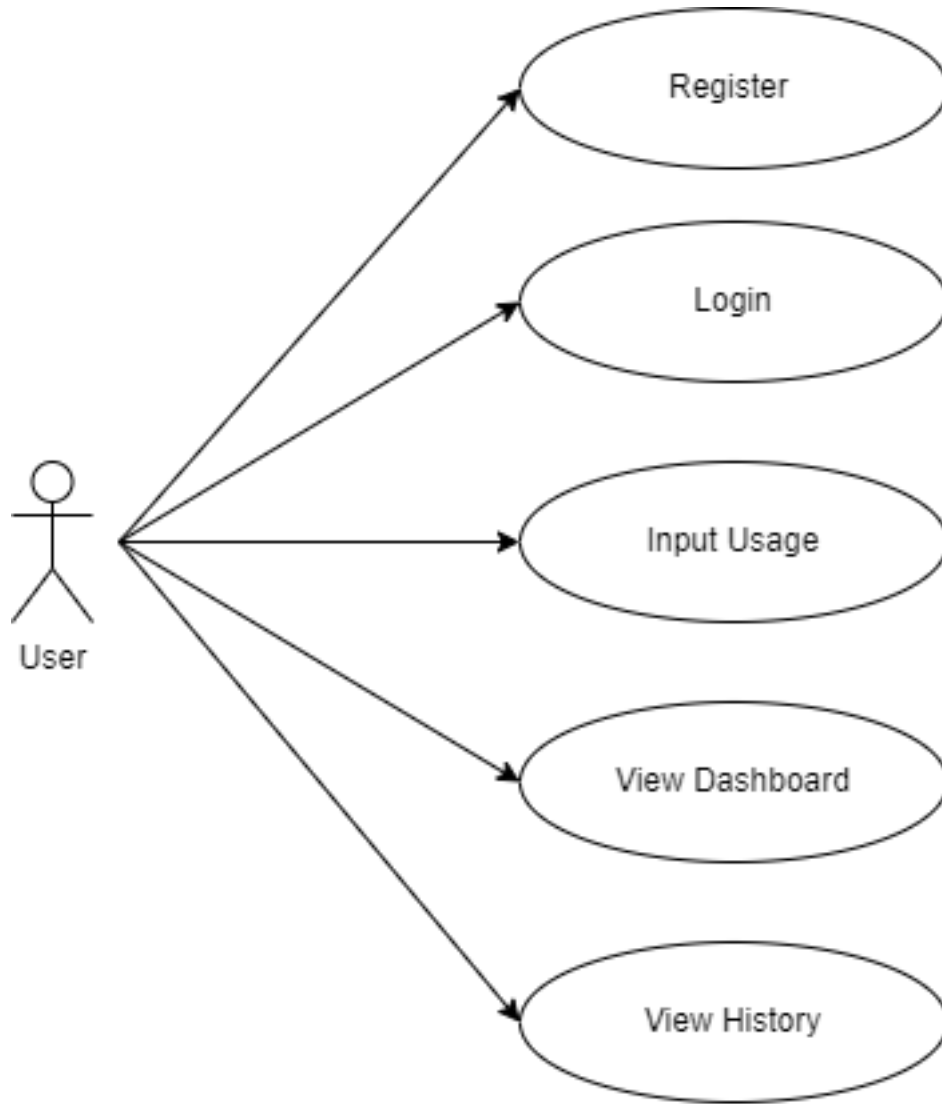 Register
Login
Input Usage
User
View Dashboard
View History